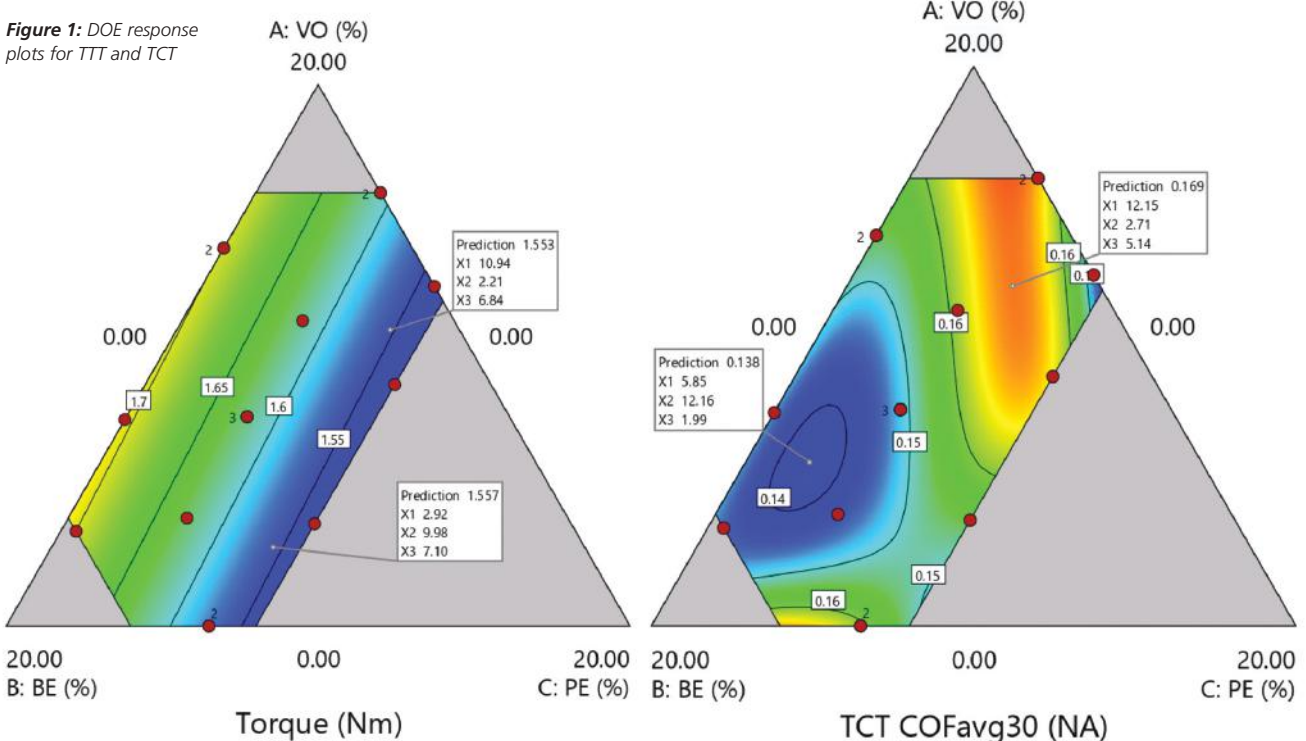 Figure 1: DOE response
plots for TTT and TCT
A: VO (%)
20.00
2
2
Prediction 1.553
X1 10.94
X2 2.21
X3 6.84
0.00
0.00
1.7
1.65
1.6
3
1.55
Prediction 1.557
X1 2.92
X2 9.98
X3 7.10
2
20.00
0.00
20.00
B: BE (%)
C: PE (%)
Torque (Nm)
A: VO (%)
20.00
2
2
Prediction 0.169
X1 12.15
X2 2.71
X3 5.14
0.16
0.00
0.16
0.00
Prediction 0.138
X1 5.85
X2 12.16
X3 1.99
3
0.15
0.14
0.15
0.16
2
20.00
0.00
20.00
B: BE (%)
C: PE (%)
TCT COFavg30 (NA)